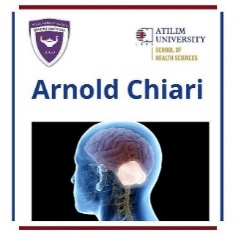 ATILIM
UNIVERSITY
SCHOOL OF
HEALTH SCIENCES
Arnold Chiari